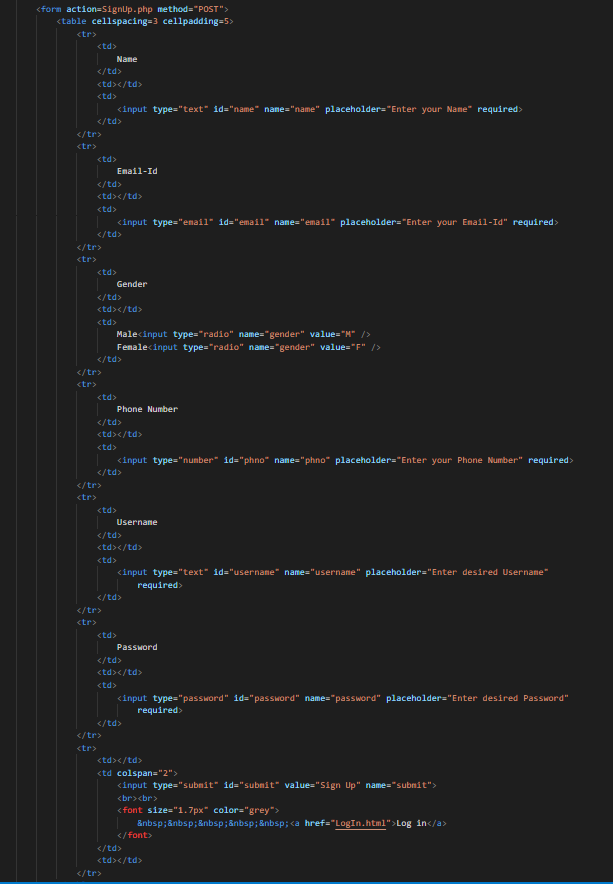 <form action=SignUp.php method="POST">
<table cellspacing=3 cellpadding=5>
<tr>
<td>
Name
</td>
<td></td>
<td>
<input type="text" id="name" name="name" placeholder="Enter your Name" required>
</td>
</tr>
<tr>
<td>
Email-Id
</td>
<td></td>
<td>
<input type="email" id="email" name="email" placeholder="Enter your Email-Id" required>
</td>
</tr>
<tr>
<td>
Gender
</td>
<td></td>
<td>
Male<input type="radio" name="gender" value="M" />
Female<input type="radio" name="gender" value="F" />
</td>
</tr>
<tr>
<td>
Phone Number
</td>
<td></td>
<td>
<input type="number" id="phno" name="phno" placeholder="Enter your Phone Number" required>
</td>
</tr>
<tr>
<td>
Username
</td>
<td></td>
<td>
<input type="text" id="username" name="username" placeholder="Enter desired Username"
required>
</td>
</tr>
<tr>
<td>
Password
</td>
<td></td>
<td>
<input type="password" id="password" name="password" placeholder="Enter desired Password"
required>
</td>
</tr>
<tr>
<td></td>
<td colspan="2">
<input type="submit" id="submit" value="Sign Up" name="submit">
<br><br>
<font size="1.7px" color="grey">
&nbsp;&nbsp;&nbsp;&nbsp;&nbsp;<a href="LogIn.html">Log in</a>
</font>
</td>
<td></td>
</tr>